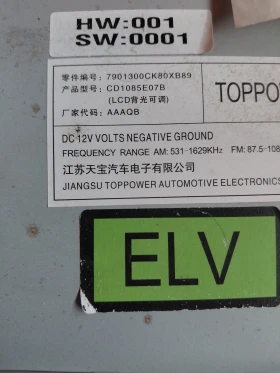 HW:001
SW:0001
零件编号: 7901300CK80XB89
产品型号: CD1085E07B
(LCD背光可调)
厂家代码: AAAQB
TOPPO
DC 12V VOLTS NEGATIVE GROUND
FREQUENCY RANGE AM: 531-1629KHz FM: 87.5-108
江苏天宝汽车电子有限
JIANGSU TOPPOWER AUTOMOTIVE ELECTRONICS
ELV